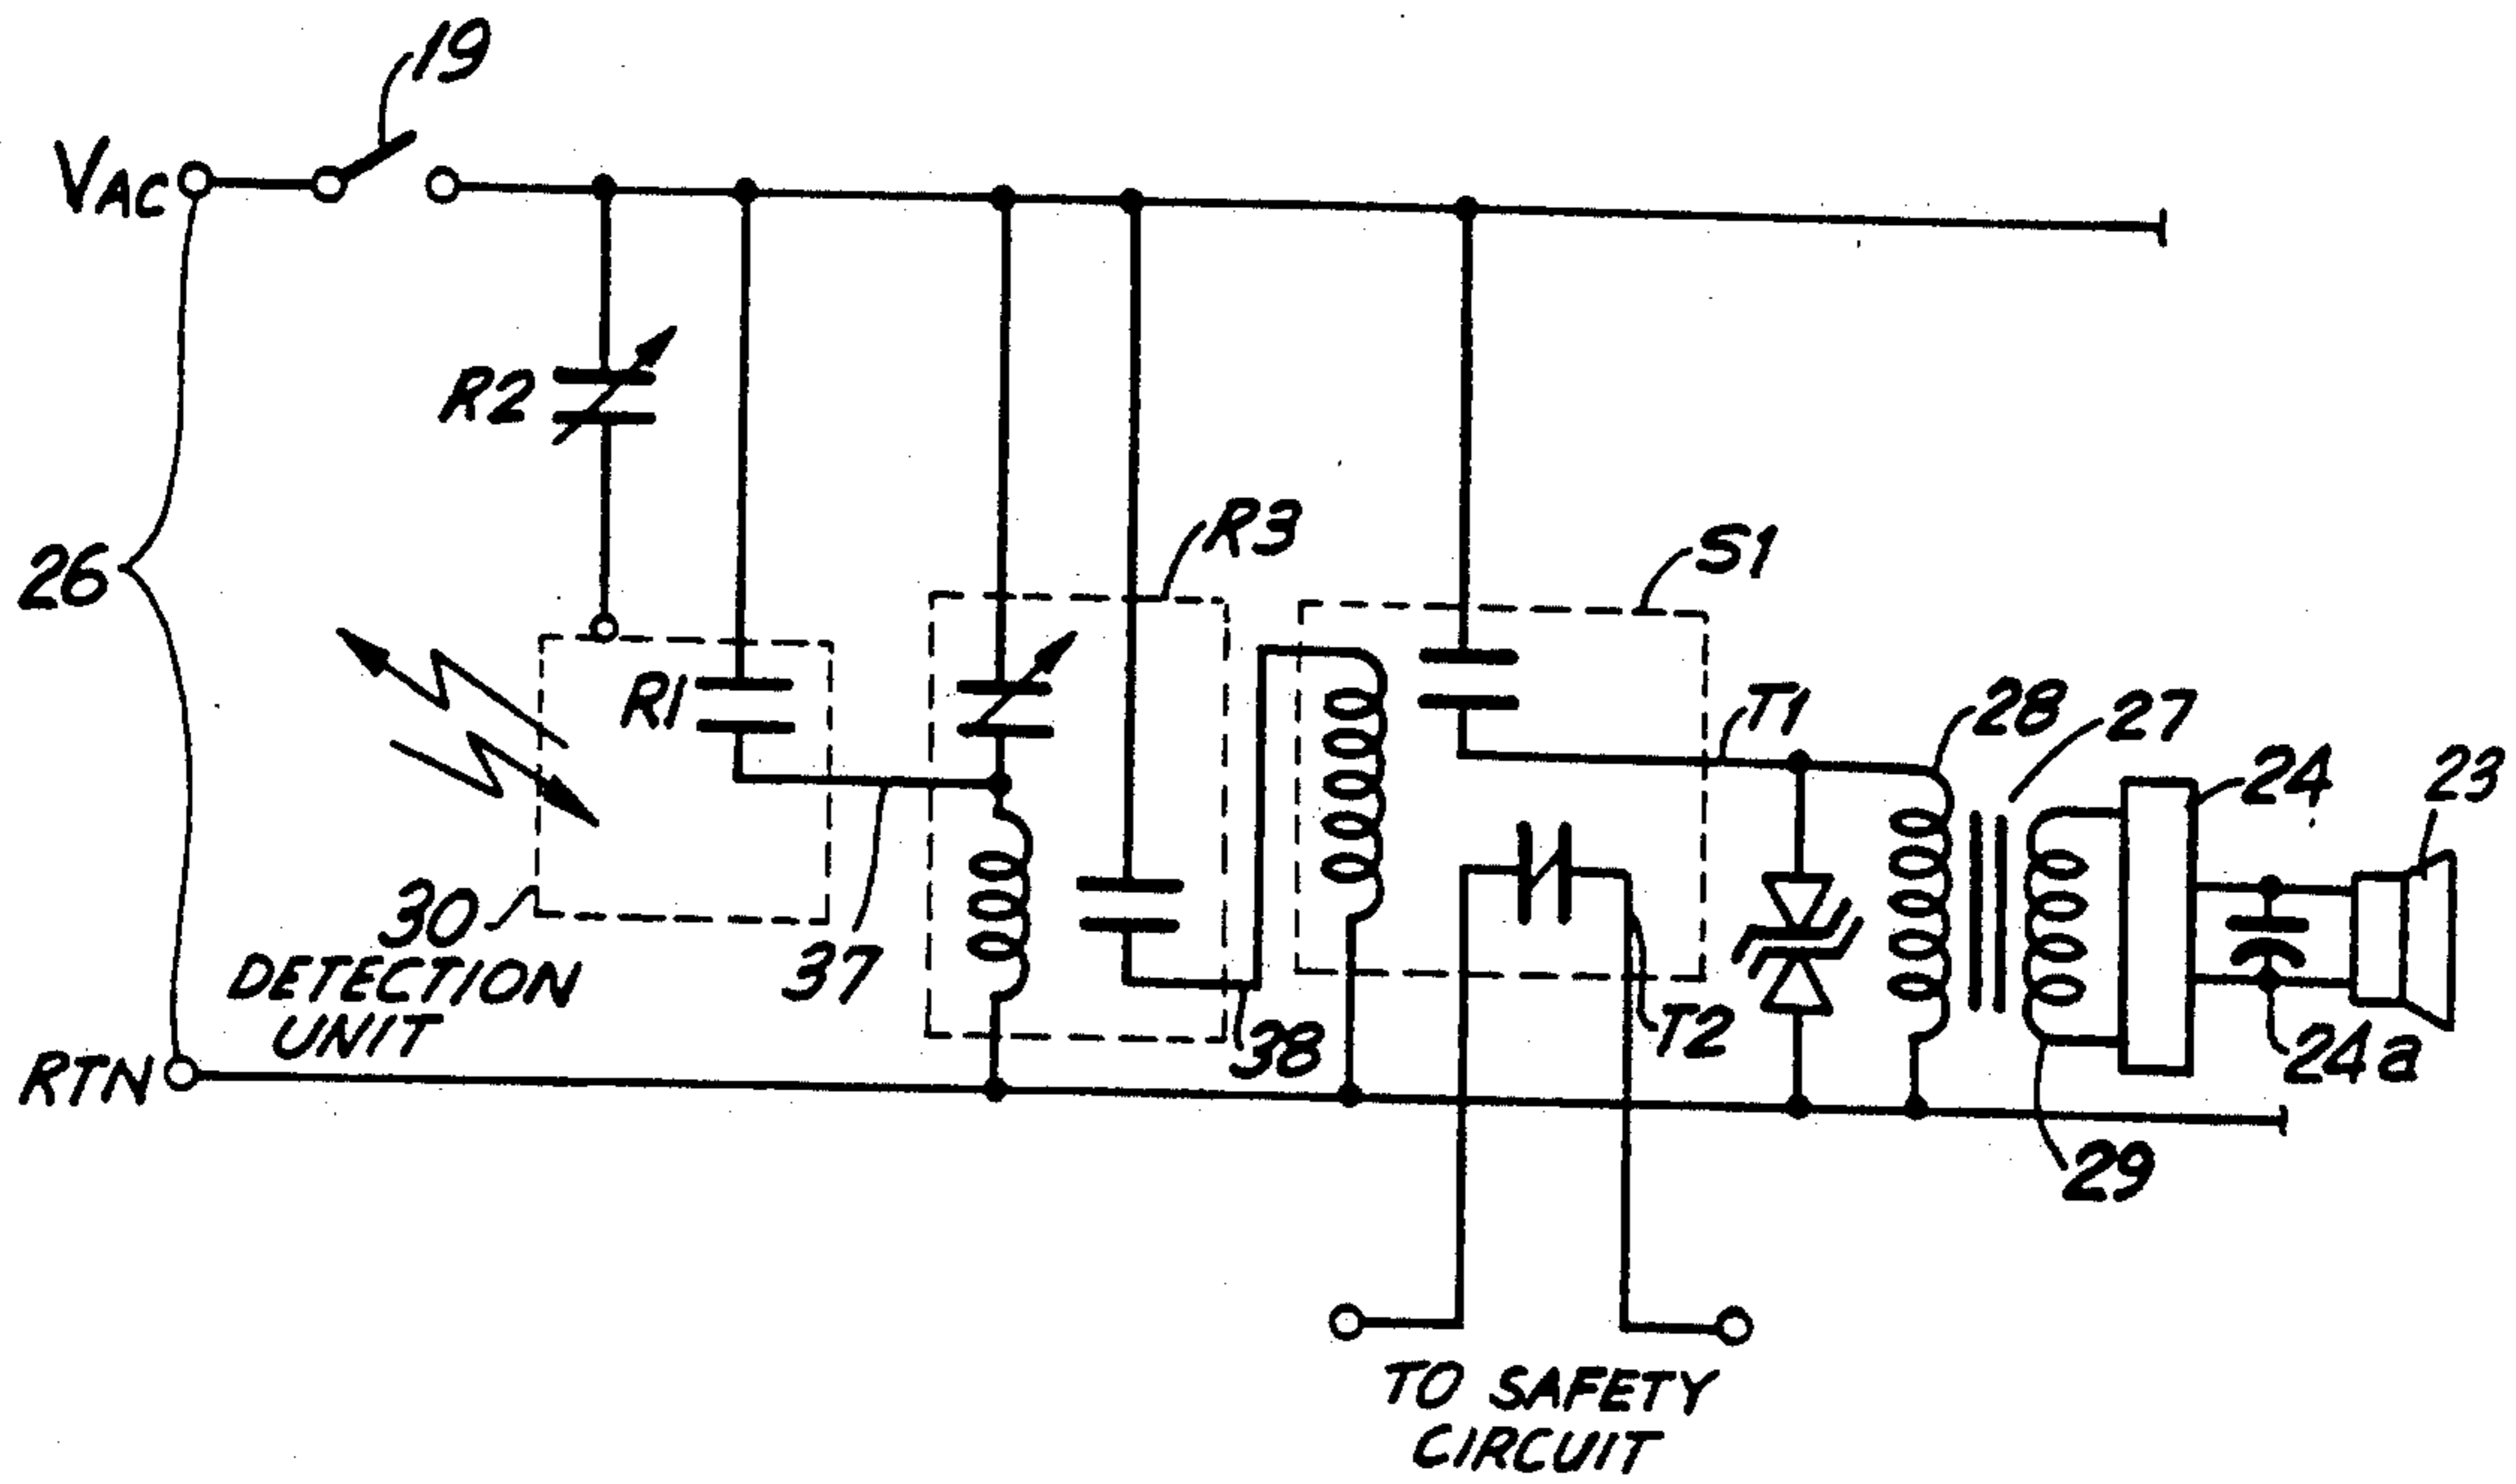 19
VAC
R2
R3
S1
26
R1
T1
28
27
24
23
30
37
DETECTION
UNIT
38
T2
24a
RTN
29
TO SAFETY
CIRCUIT